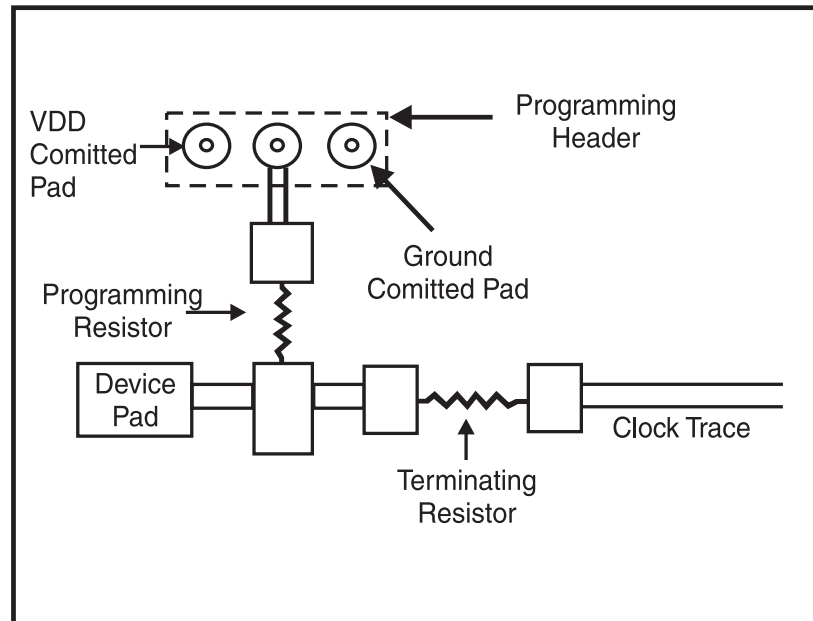 VDD
Comitted
Pad
Programming
Header
Ground
Comitted Pad
Programming
Resistor
Device
Pad
Clock Trace
Terminating
Resistor